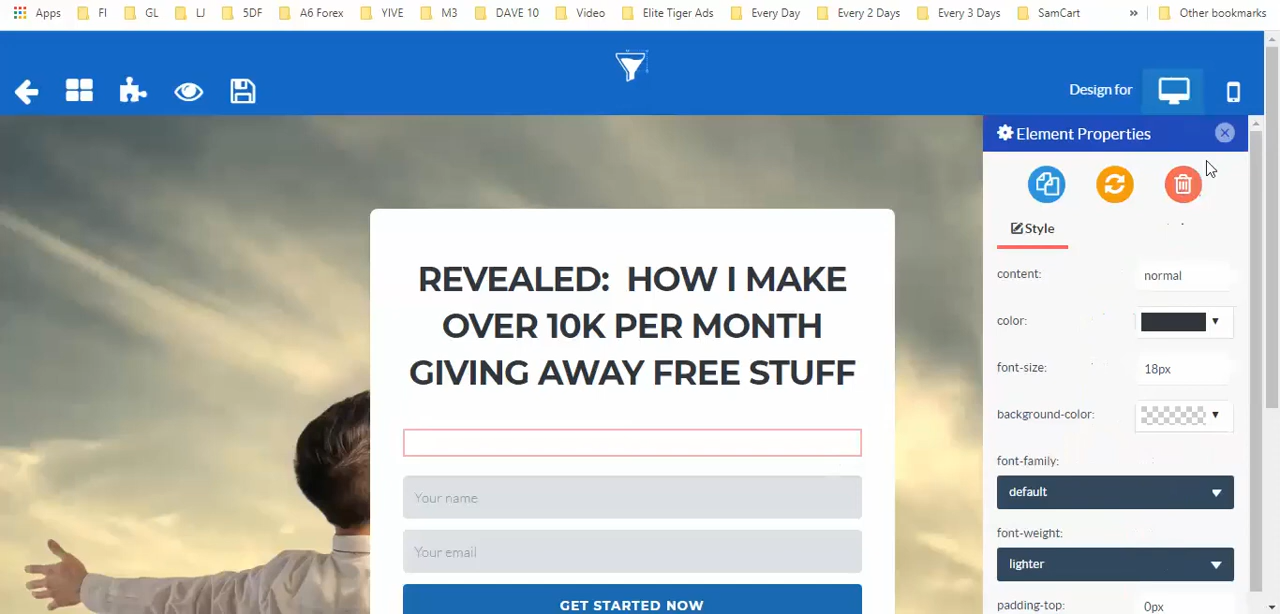 Apps FI GL LJ 5DF A6 Forex YIVE M3 DAVE 10 Video Elite Tiger Ads Every Day Every 2 Days Every 3 Days SamCart » Other bookmarks
Design for
Element Properties
Style
content: normal
color:
font-size: 18px
background-color:
font-family:
default
font-weight:
lighter
padding-top: 0px
REVEALED: HOW I MAKE
OVER 10K PER MONTH
GIVING AWAY FREE STUFF
Your name
Your email
GET STARTED NOW